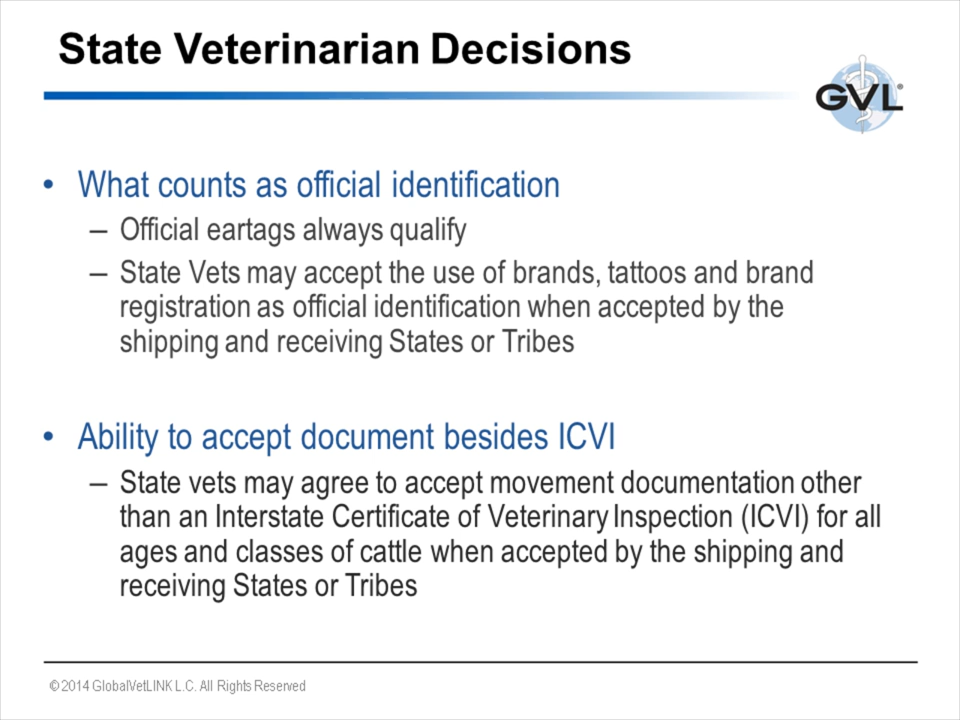 State Veterinarian Decisions
GVL®
• What counts as official identification
– Official eartags always qualify
– State Vets may accept the use of brands, tattoos and brand
registration as official identification when accepted by the
shipping and receiving States or Tribes
• Ability to accept document besides ICVI
– State vets may agree to accept movement documentation other
than an Interstate Certificate of Veterinary Inspection (ICVI) for all
ages and classes of cattle when accepted by the shipping and
receiving States or Tribes
© 2014 GlobalVetLINK L.C. All Rights Reserved